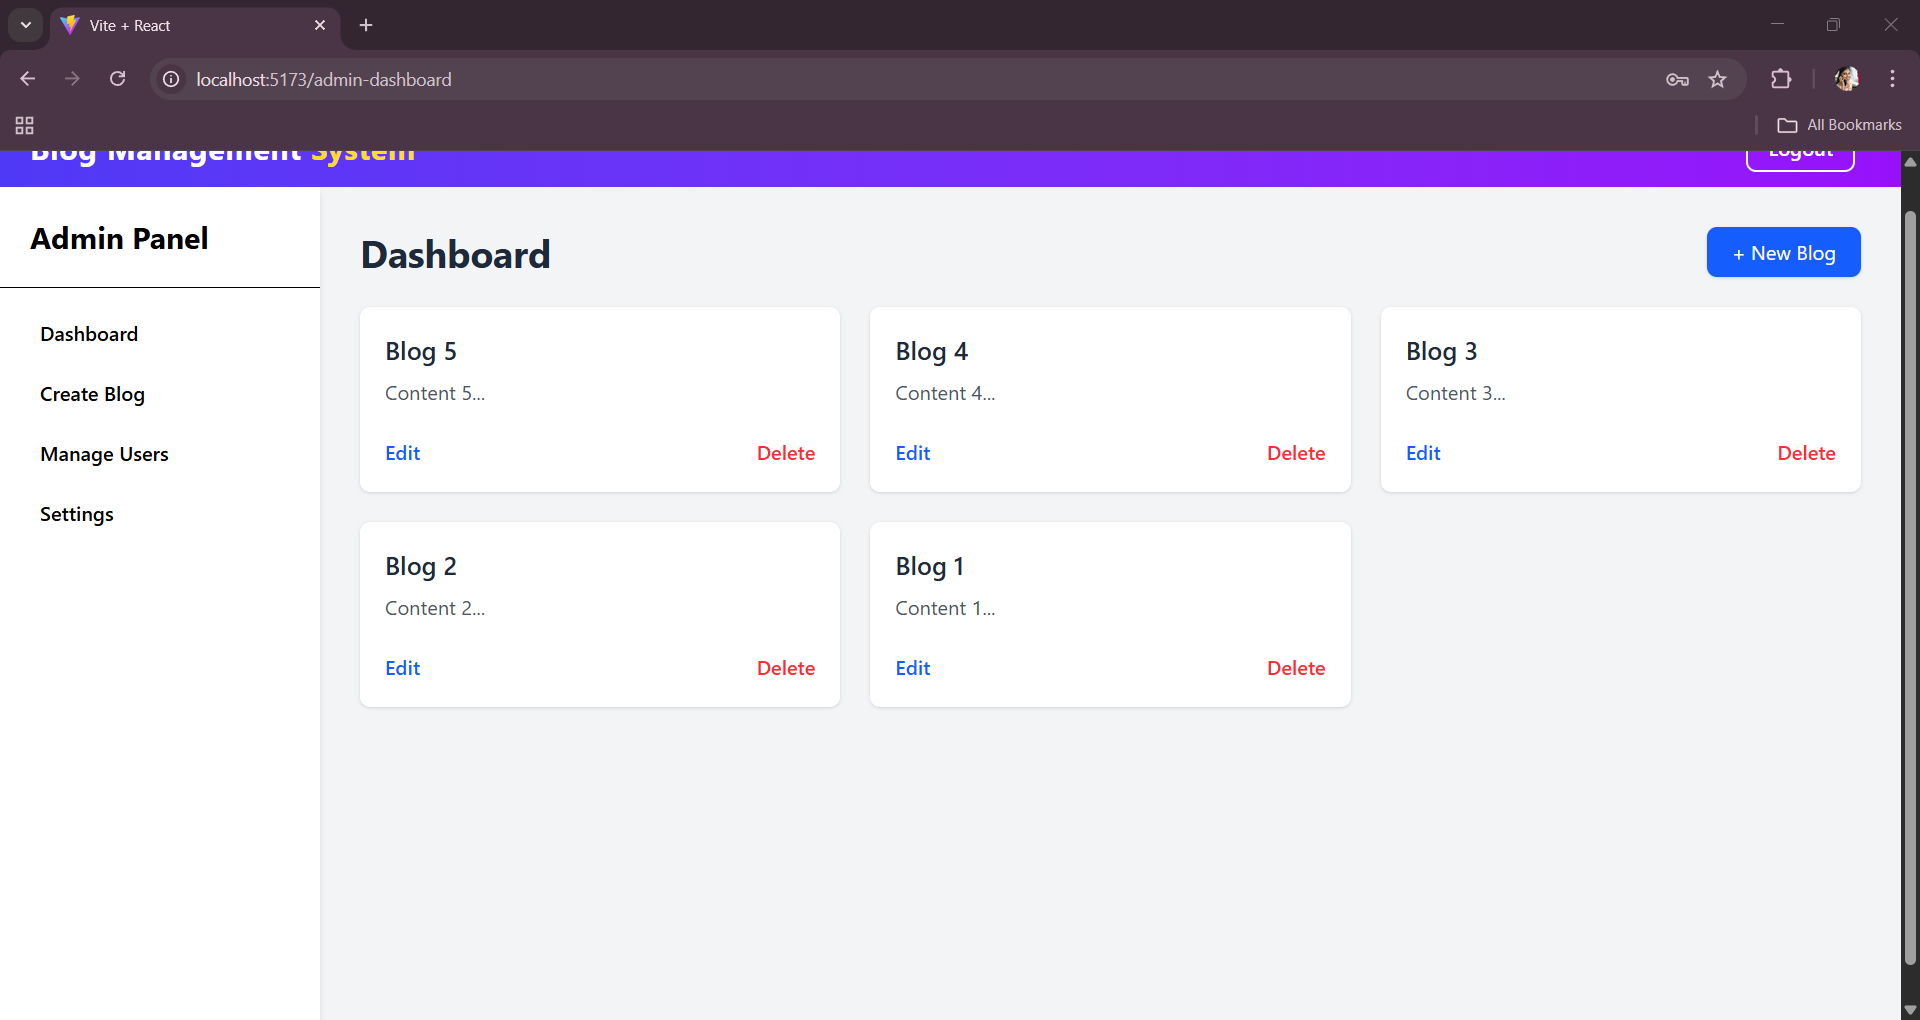 Vite + React
localhost:5173/admin-dashboard
All Bookmarks
Blog Management System
Logout
Admin Panel
Dashboard
Create Blog
Manage Users
Settings
Dashboard
+ New Blog
Blog 5
Content 5...
Edit
Delete
Blog 4
Content 4...
Edit
Delete
Blog 3
Content 3...
Edit
Delete
Blog 2
Content 2...
Edit
Delete
Blog 1
Content 1...
Edit
Delete